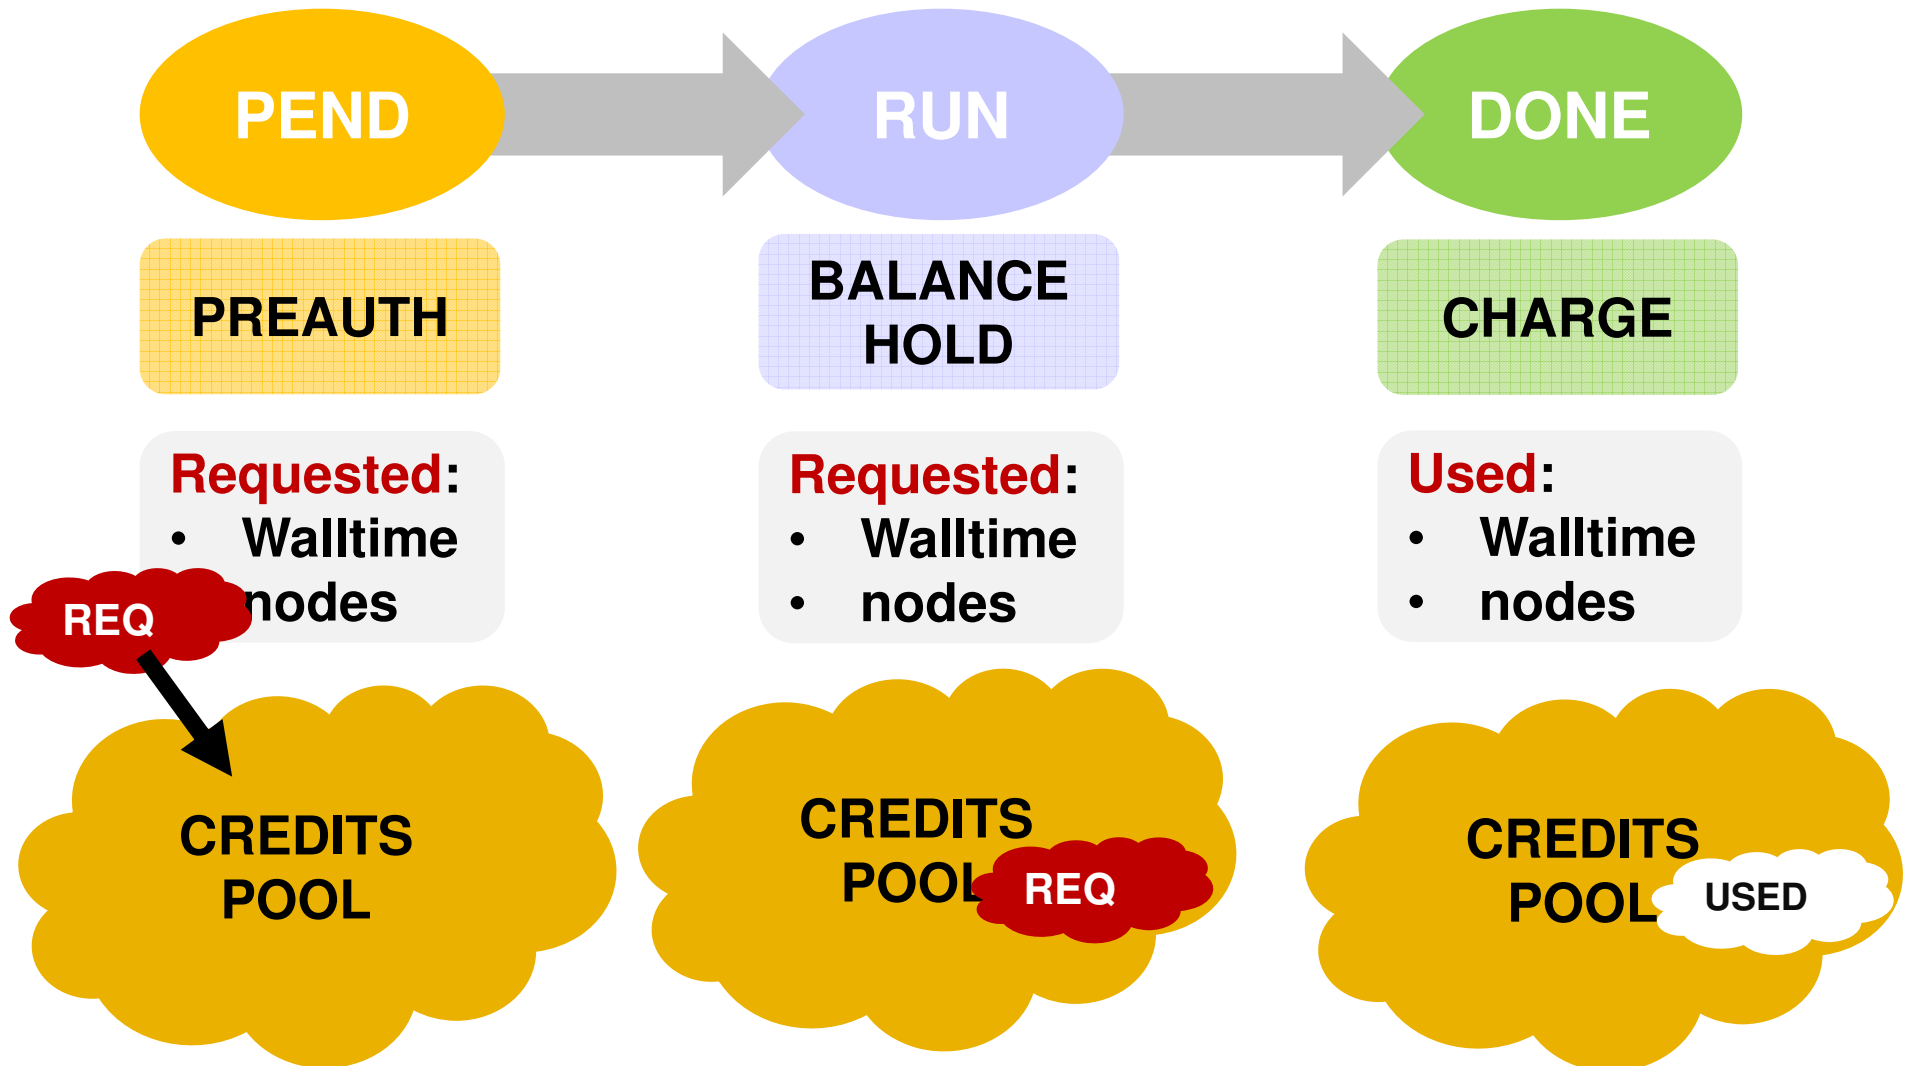 PEND
RUN
DONE
PREAUTH
BALANCE
HOLD
CHARGE
Requested:
• Walltime
nodes
Requested:
• Walltime
• nodes
Used:
• Walltime
• nodes
REQ
CREDITS
POOL
CREDITS
POOL
REQ
CREDITS
POOL
USED